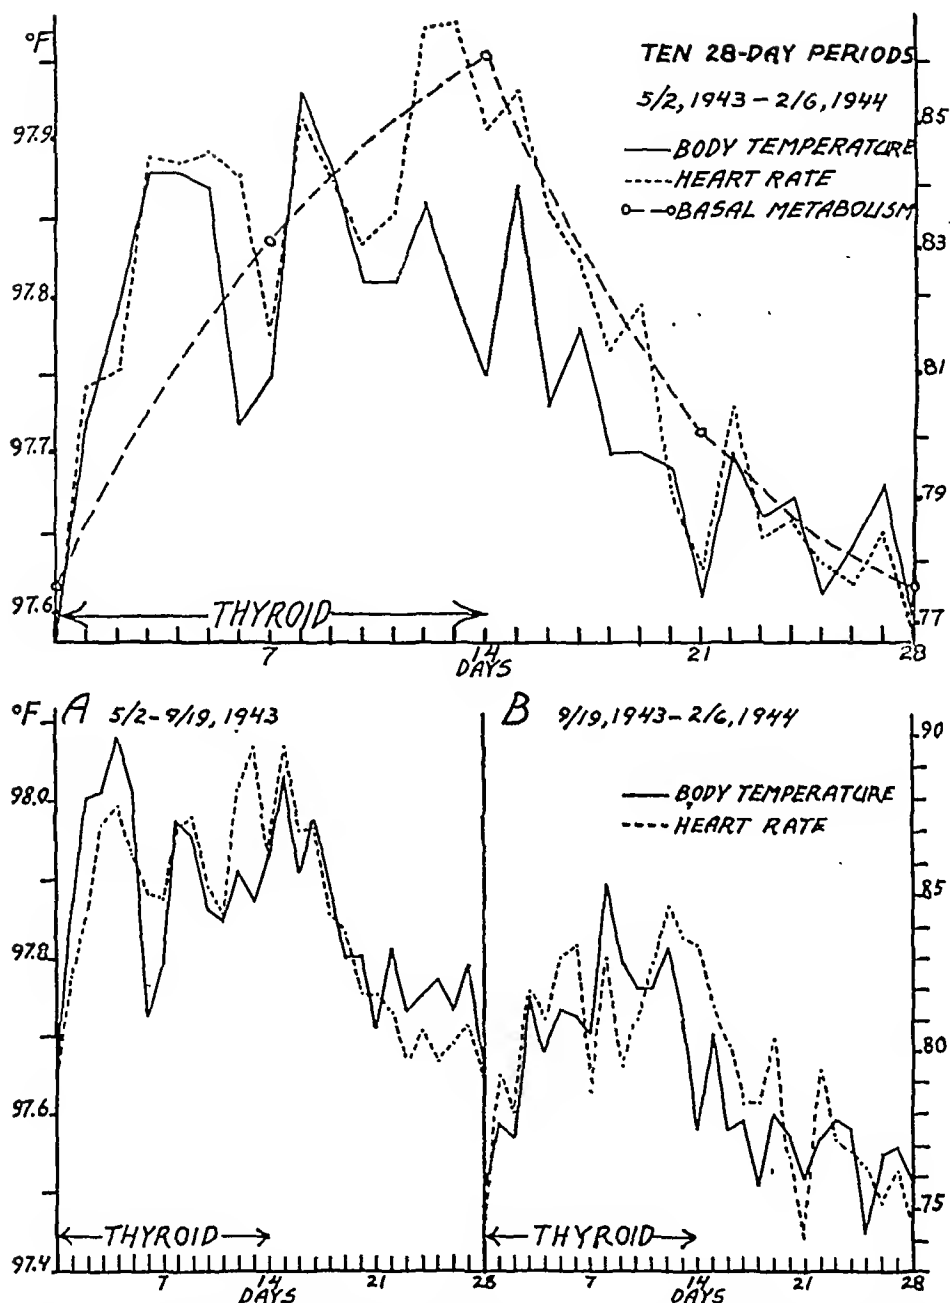 °F
TEN 28-DAY PERIODS
5/2, 1943 - 2/6, 1944
BODY TEMPERATURE
HEART RATE
BASAL METABOLISM
97.9
97.8
97.7
97.6
.85
.83
.81
.79
.77
THYROID
7 14 21 28
DAYS
°F A 5/2-9/19, 1943
B 9/19, 1943-2/6, 1944
BODY TEMPERATURE
HEART RATE
98.0
97.8
97.6
97.4
.90
.85
.80
.75
THYROID THYROID
7 14 21 28 7 14 21 28
DAYS DAYS